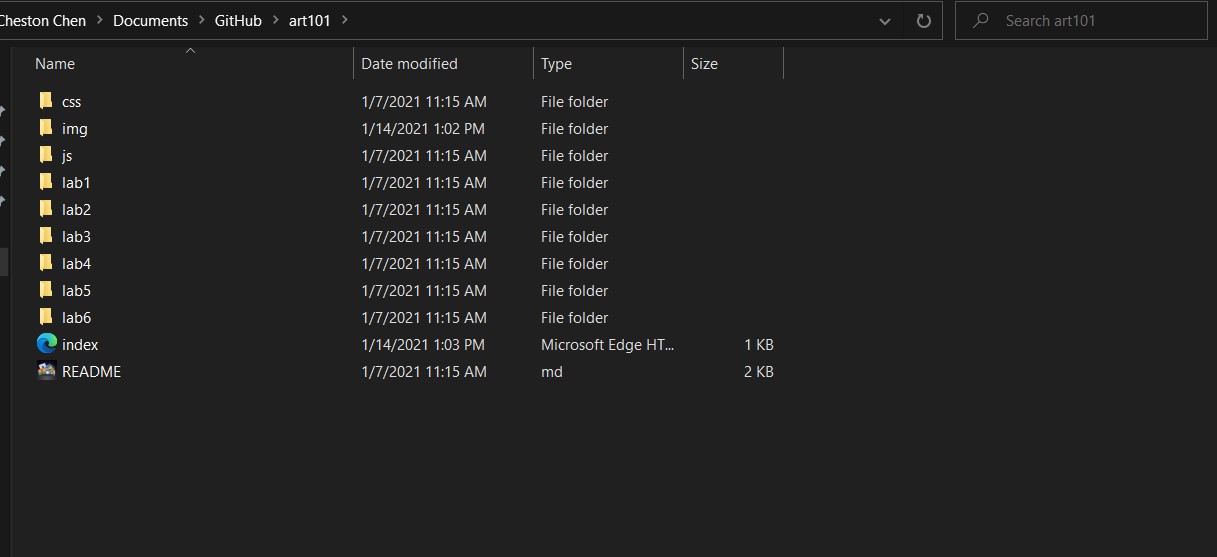 Cheston Chen > Documents > GitHub > art101 >
Search art101
Name Date modified Type Size
css 1/7/2021 11:15 AM File folder
img 1/14/2021 1:02 PM File folder
js 1/7/2021 11:15 AM File folder
lab1 1/7/2021 11:15 AM File folder
lab2 1/7/2021 11:15 AM File folder
lab3 1/7/2021 11:15 AM File folder
lab4 1/7/2021 11:15 AM File folder
lab5 1/7/2021 11:15 AM File folder
lab6 1/7/2021 11:15 AM File folder
index 1/14/2021 1:03 PM Microsoft Edge HT... 1 KB
README 1/7/2021 11:15 AM md 2 KB